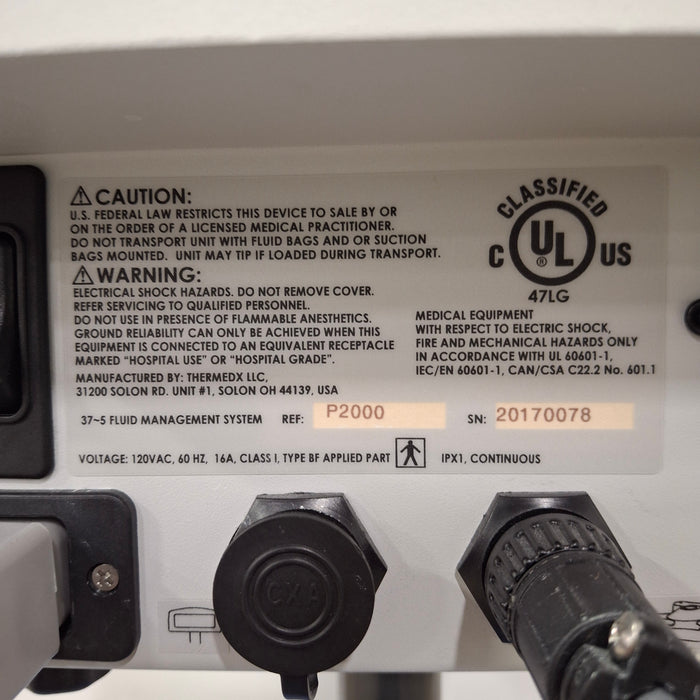 ⚠ CAUTION:
U.S. FEDERAL LAW RESTRICTS THIS DEVICE TO SALE BY OR
ON THE ORDER OF A LICENSED MEDICAL PRACTITIONER.
DO NOT TRANSPORT UNIT WITH FLUID BAGS AND OR SUCTION
BAGS MOUNTED. UNIT MAY TIP IF LOADED DURING TRANSPORT.
⚠ WARNING:
ELECTRICAL SHOCK HAZARDS. DO NOT REMOVE COVER.
REFER SERVICING TO QUALIFIED PERSONNEL.
DO NOT USE IN PRESENCE OF FLAMMABLE ANESTHETICS.
GROUND RELIABILITY CAN ONLY BE ACHIEVED WHEN THIS
EQUIPMENT IS CONNECTED TO AN EQUIVALENT RECEPTACLE
MARKED “HOSPITAL USE” OR “HOSPITAL GRADE”.
MANUFACTURED BY: THERMEDX LLC,
31200 SOLON RD. UNIT #1, SOLON OH 44139, USA
CLASSIFIED
C UL ® US
47LG
MEDICAL EQUIPMENT
WITH RESPECT TO ELECTRIC SHOCK,
FIRE AND MECHANICAL HAZARDS ONLY
IN ACCORDANCE WITH UL 60601-1,
IEC/EN 60601-1, CAN/CSA C22.2 No. 601.1
37~5 FLUID MANAGEMENT SYSTEM REF: P2000 SN: 20170078
VOLTAGE: 120VAC, 60 HZ, 16A, CLASS I, TYPE BF APPLIED PART IPX1, CONTINUOUS
CXA